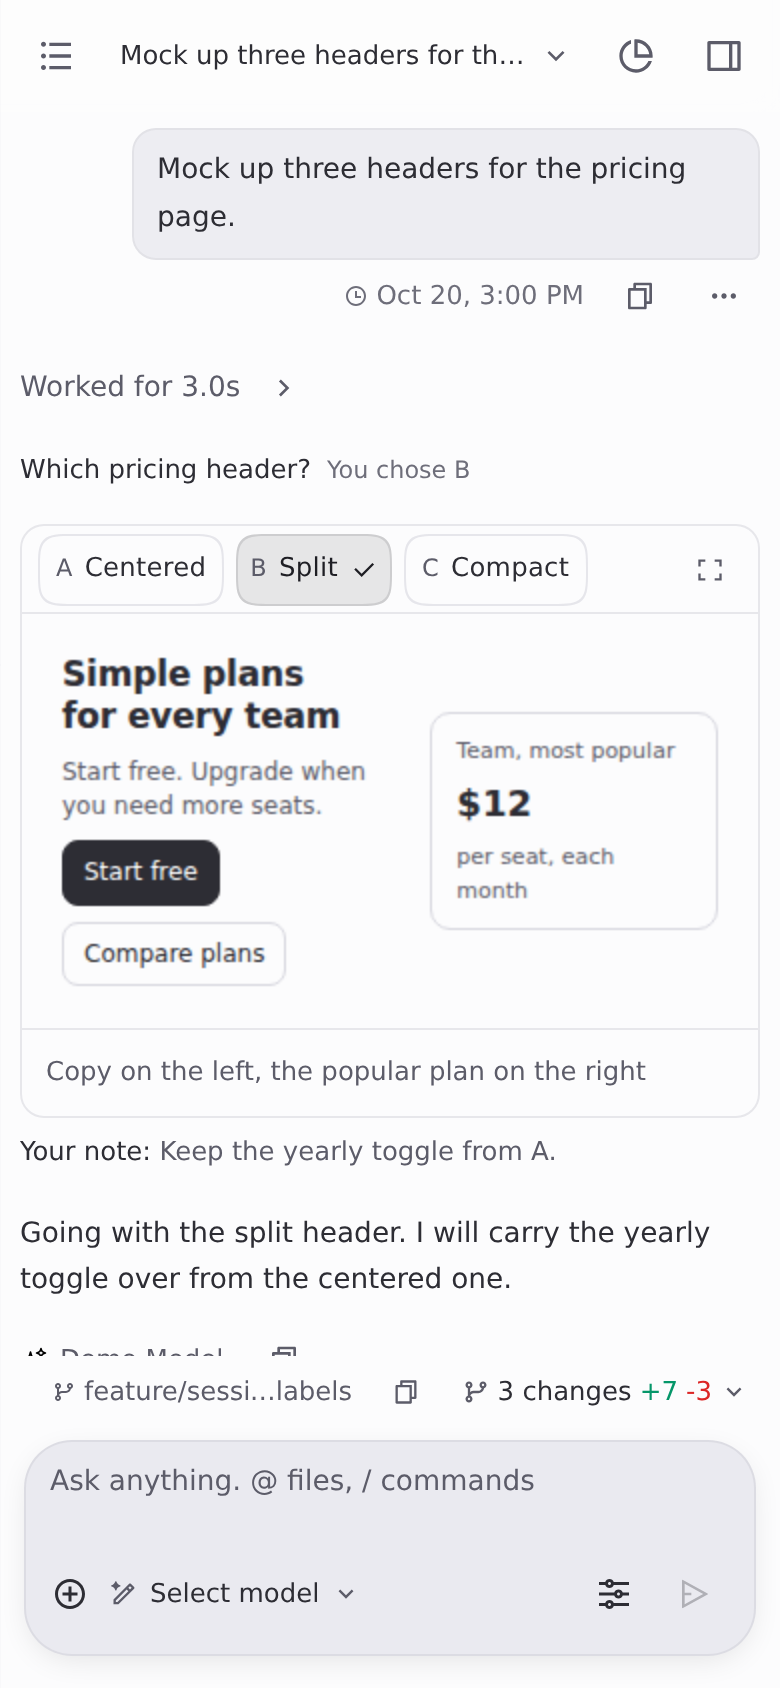 Mock up three headers for th...
Mock up three headers for the pricing
page.
Oct 20, 3:00 PM
Worked for 3.0s
Which pricing header? You chose B
A Centered
B Split
C Compact
Simple plans
for every team
Start free. Upgrade when
you need more seats.
Start free
Compare plans
Team, most popular
$12
per seat, each
month
Copy on the left, the popular plan on the right
Your note: Keep the yearly toggle from A.
Going with the split header. I will carry the yearly
toggle over from the centered one.
Demo Model
feature/sessi...labels
3 changes +7 -3
Ask anything. @ files, / commands
Select model